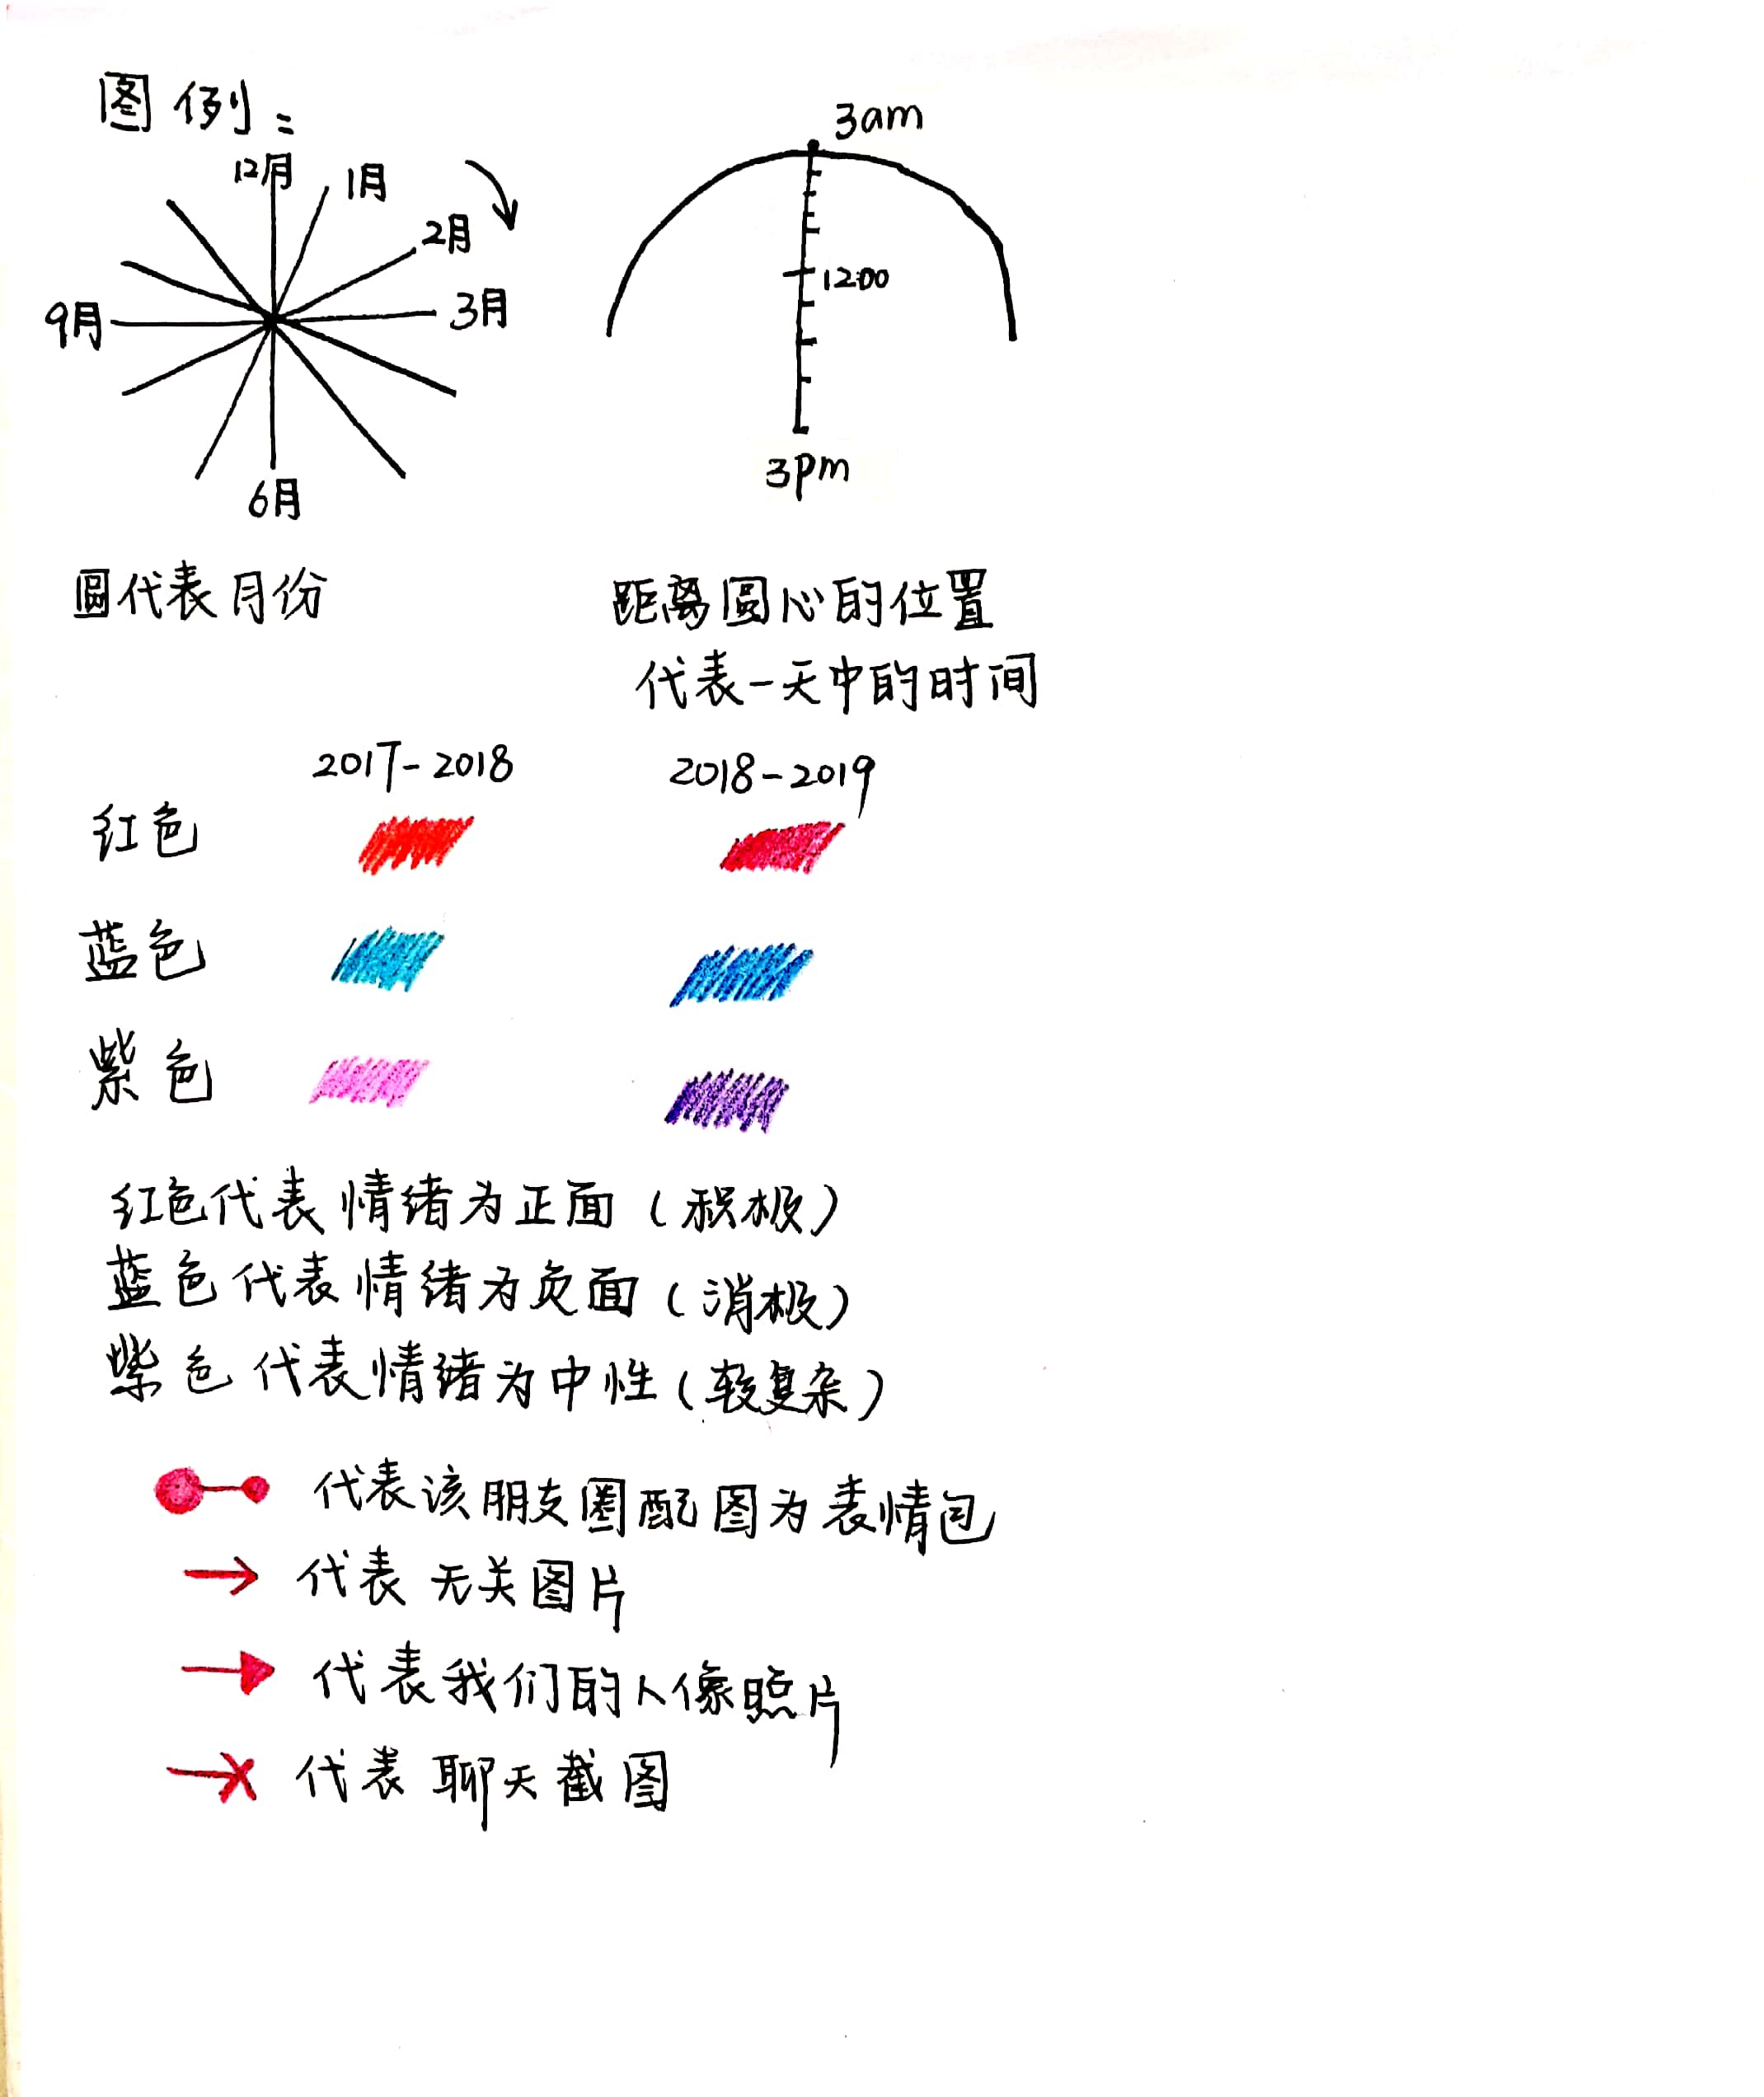 图例：
12月
1月
2月
3月
6月
9月
3am
12:00
3pm
圆代表月份
距离圆心的位置
代表一天中的时间
2017-2018
2018-2019
红色
蓝色
紫色
红色代表情绪为正面（积极）
蓝色代表情绪为负面（消极）
紫色代表情绪为中性（较复杂）
代表该朋友圈配图为表情包
代表无关图片
代表我们的人像照片
代表聊天截图